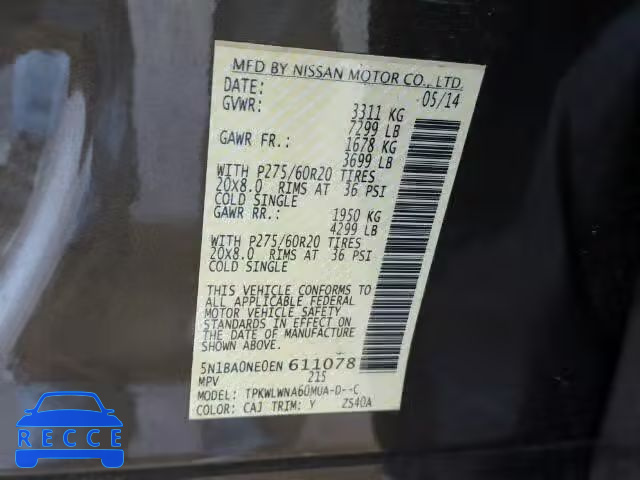 MFD BY NISSAN MOTOR CO., LTD.
DATE: 05/14
GVWR: 3311 KG
7299 LB
GAWR FR.: 1678 KG
3699 LB
WITH P275/60R20 TIRES
20X8.0 RIMS AT 36 PSI
COLD SINGLE
GAWR RR.: 1950 KG
4299 LB
WITH P275/60R20 TIRES
20X8.0 RIMS AT 36 PSI
COLD SINGLE
THIS VEHICLE CONFORMS TO
ALL APPLICABLE FEDERAL
MOTOR VEHICLE SAFETY
STANDARDS IN EFFECT ON
THE DATE OF MANUFACTURE
SHOWN ABOVE.
5N1BA0NE0EN 611078
MPV 215
MODEL: TPKWLWNA60MUA-D--C
COLOR: CAJ TRIM: Y ZS40A
RECCE